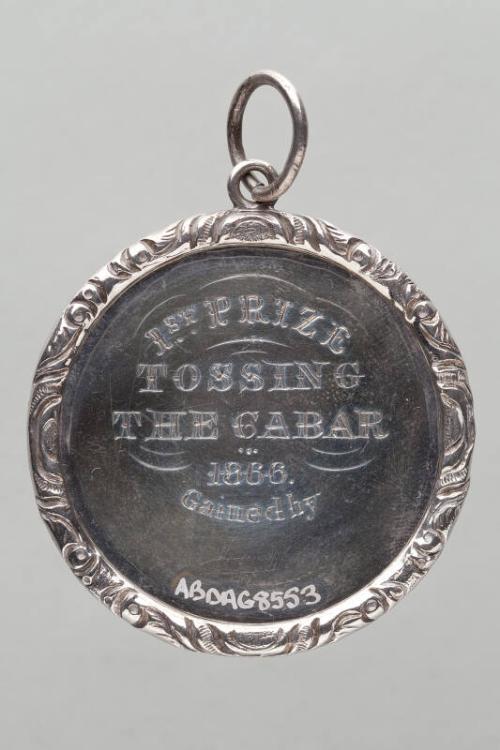 1ST PRIZE
TOSSING
THE CABAR
1866.
Gained by
ABDAG8553